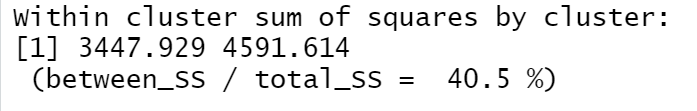 Within cluster sum of squares by cluster:
[1] 3447.929 4591.614
(between_SS / total_SS =  40.5 %)